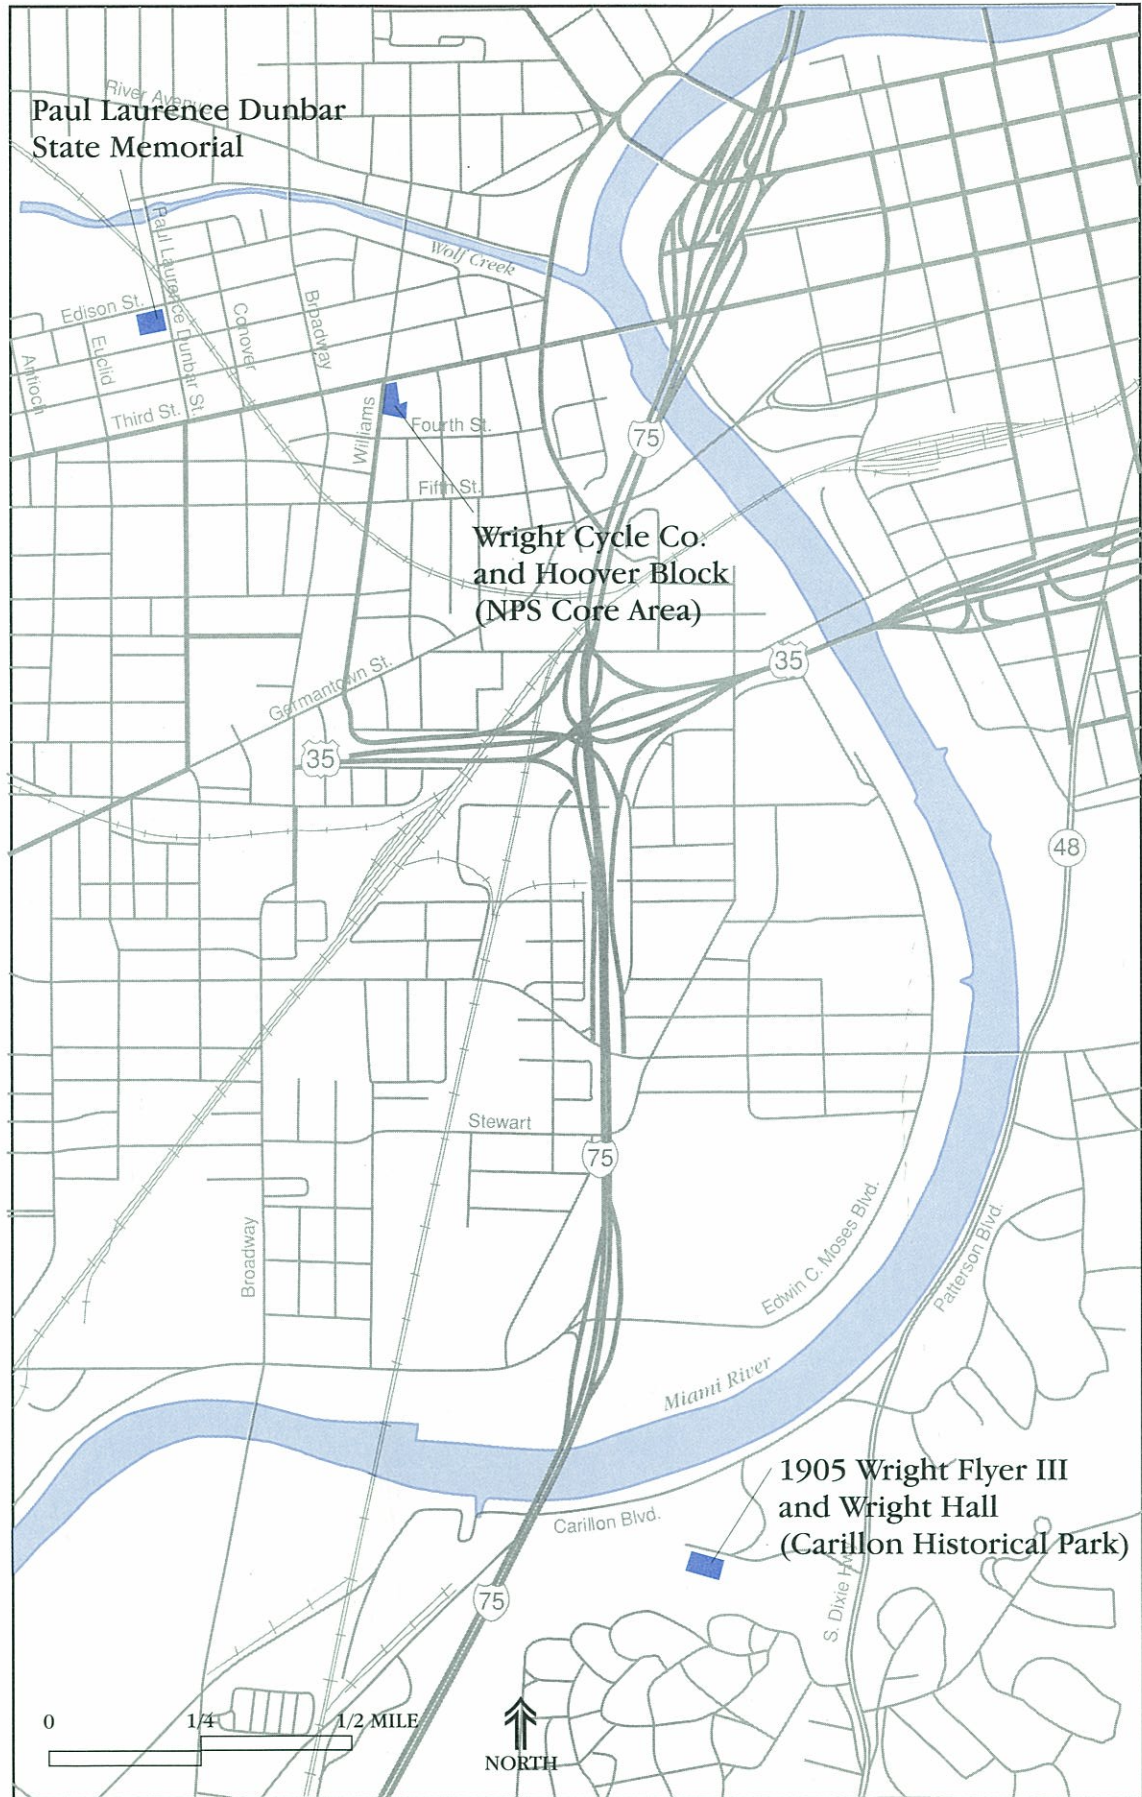 River Avenue
Paul Laurence Dunbar
State Memorial
Wolf Creek
Paul Laurence Dunbar St.
Edison St.
Conover
Broadway
Euclid
Antioch
Third St.
Williams
Fourth St.
75
Fifth St.
Wright Cycle Co.
and Hoover Block
(NPS Core Area)
35
Germantown St.
35
48
Stewart
75
Edwin C. Moses Blvd.
Patterson Blvd.
Broadway
Miami River
1905 Wright Flyer III
and Wright Hall
(Carillon Historical Park)
Carillon Blvd.
S. Dixie Hwy
75
0 1/4 1/2 MILE
NORTH